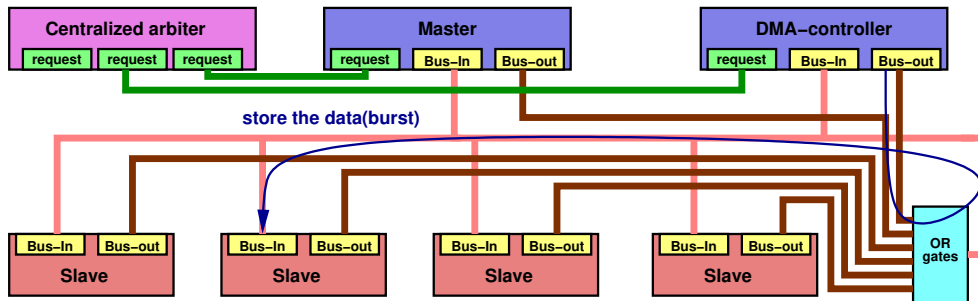 Centralized arbiter
Master
DMA-controller
request
request
request
request
Bus-In
Bus-out
request
Bus-In
Bus-out
store the data(burst)
Bus-In
Bus-out
Bus-In
Bus-out
Bus-In
Bus-out
Bus-In
Bus-out
OR
gates
Slave
Slave
Slave
Slave